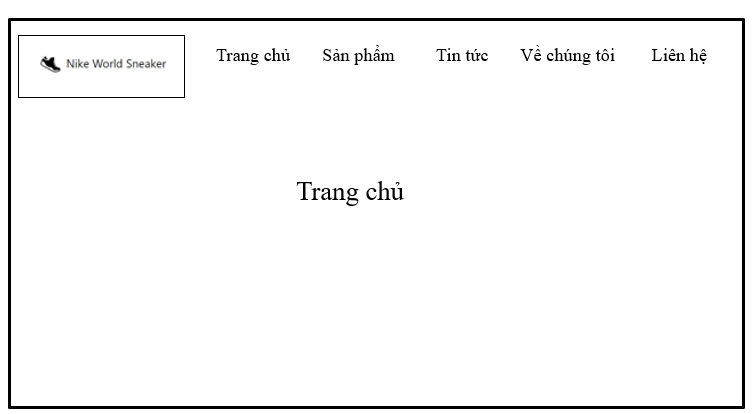 Nike World Sneaker
Trang chủ Sản phẩm Tin tức Về chúng tôi Liên hệ
Trang chủ